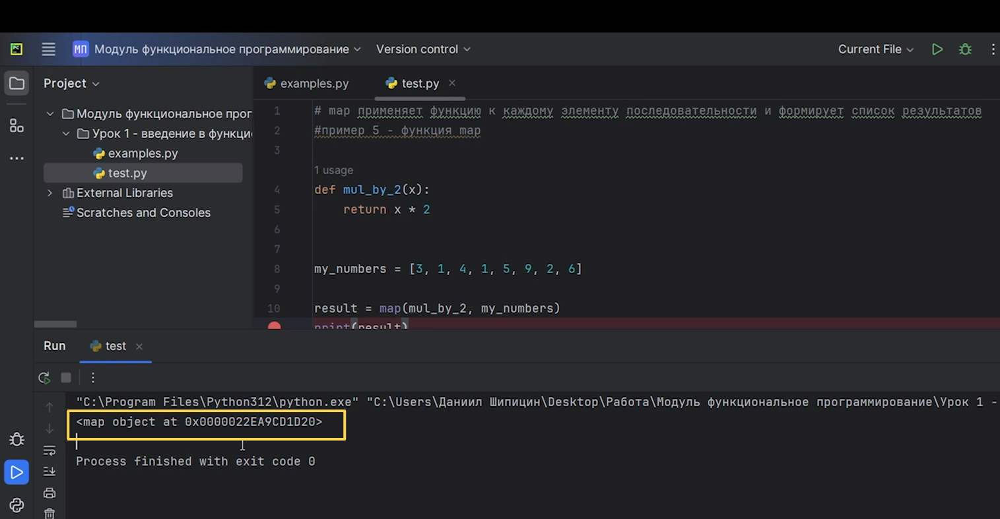 PC
МП Модуль функциональное программирование Version control Current File
Project
Модуль функциональное прог
Урок 1 - введение в функци
examples.py
test.py
External Libraries
Scratches and Consoles
examples.py test.py
1 # map применяет функцию к каждому элементу последовательности и формирует список результатов
2 #пример 5 - функция map
3
1 usage
4 def mul_by_2(x):
5 return x * 2
6
7
8 my_numbers = [3, 1, 4, 1, 5, 9, 2, 6]
9
10 result = map(mul_by_2, my_numbers)
print(result)
Run test
"C:\Program Files\Python312\python.exe" "C:\Users\Даниил Шипицин\Desktop\Работа\Модуль функциональное программирование\Урок 1 -
<map object at 0x0000022EA9CD1D20>
Process finished with exit code 0